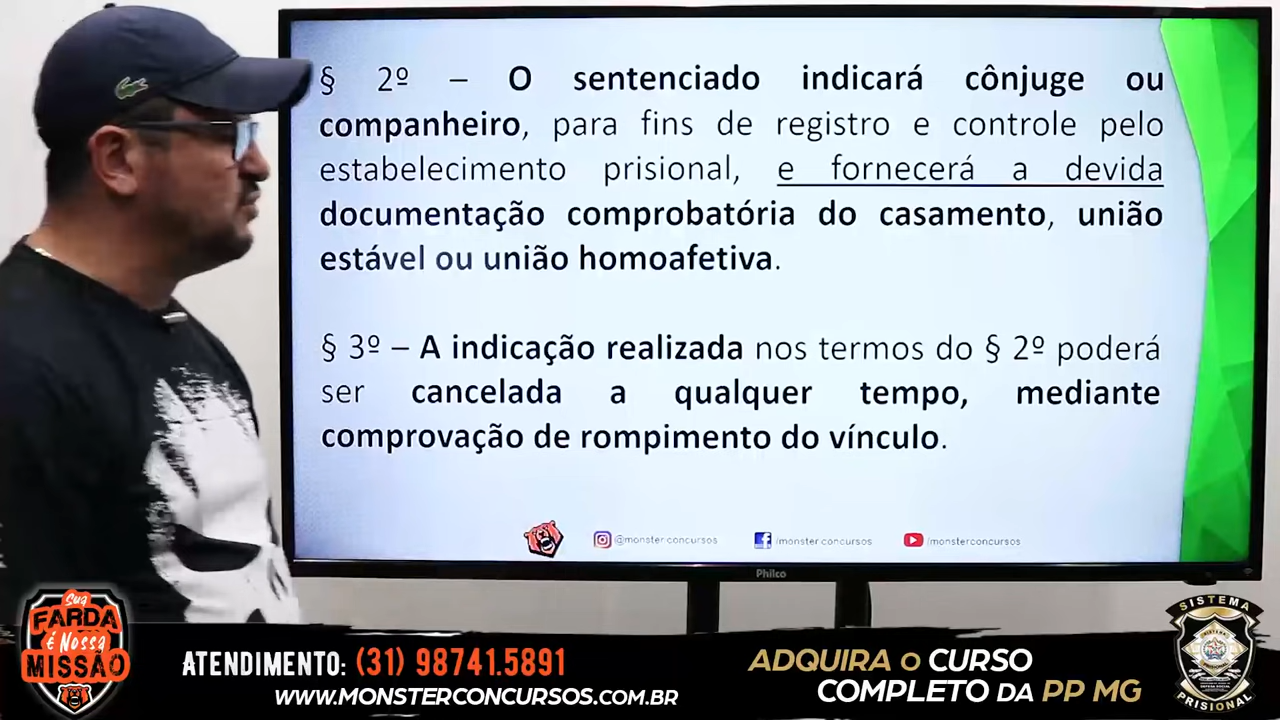 § 2º – O sentenciado indicará cônjuge ou
companheiro, para fins de registro e controle pelo
estabelecimento prisional, e fornecerá a devida
documentação comprobatória do casamento, união
estável ou união homoafetiva.
§ 3º – A indicação realizada nos termos do § 2º poderá
ser cancelada a qualquer tempo, mediante
comprovação de rompimento do vínculo.
@monster.concursos
/monster.concursos
/monsterconcursos
Philco
Sua
FARDA
É NOSSA
MISSÃO
ATENDIMENTO: (31) 98741.5891
WWW.MONSTERCONCURSOS.COM.BR
ADQUIRA O CURSO
COMPLETO DA PP MG
SISTEMA
PRISIONAL